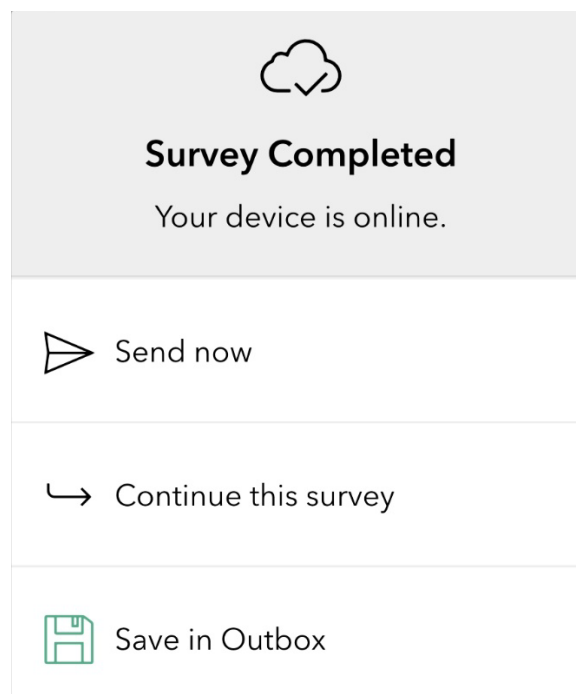 Survey Completed
Your device is online.
Send now
Continue this survey
Save in Outbox